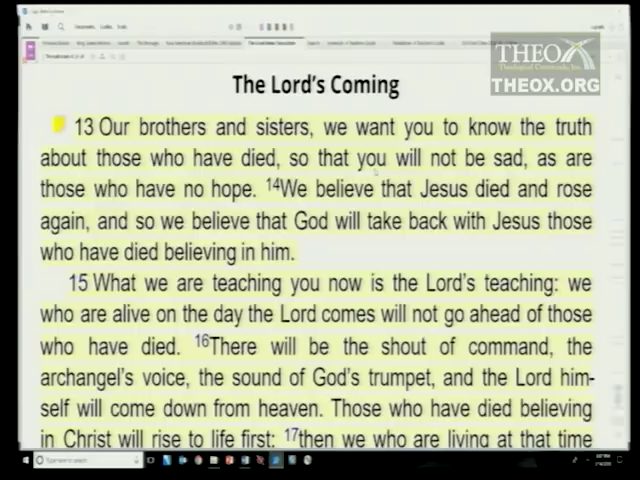 THEOX
THEOX.ORG
The Lord's Coming
13 Our brothers and sisters, we want you to know the truth
about those who have died, so that you will not be sad, as are
those who have no hope. 14We believe that Jesus died and rose
again, and so we believe that God will take back with Jesus those
who have died believing in him.
15 What we are teaching you now is the Lord's teaching: we
who are alive on the day the Lord comes will not go ahead of those
who have died. 16There will be the shout of command, the
archangel's voice, the sound of God's trumpet, and the Lord him-
self will come down from heaven. Those who have died believing
in Christ will rise to life first; 17then we who are living at that time